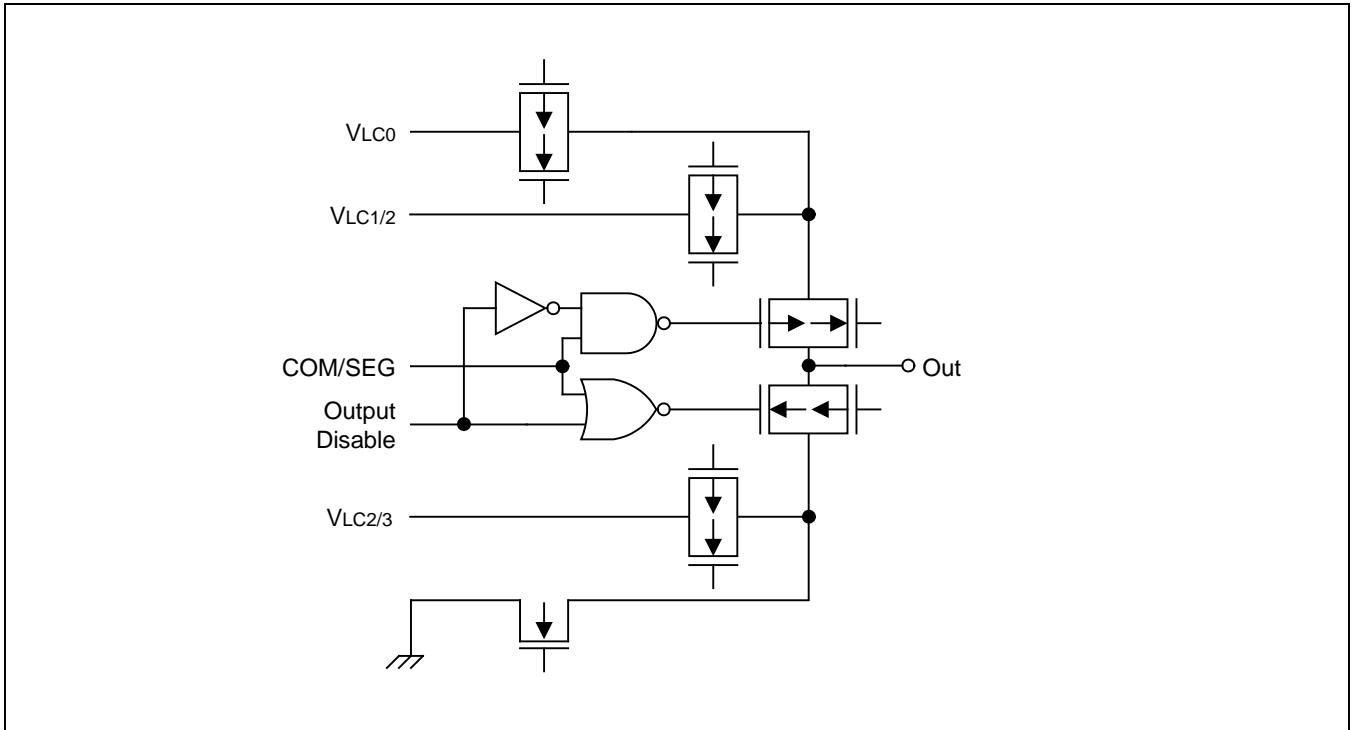 VLC0
VLC1/2
COM/SEG
Out
Output
Disable
VLC2/3